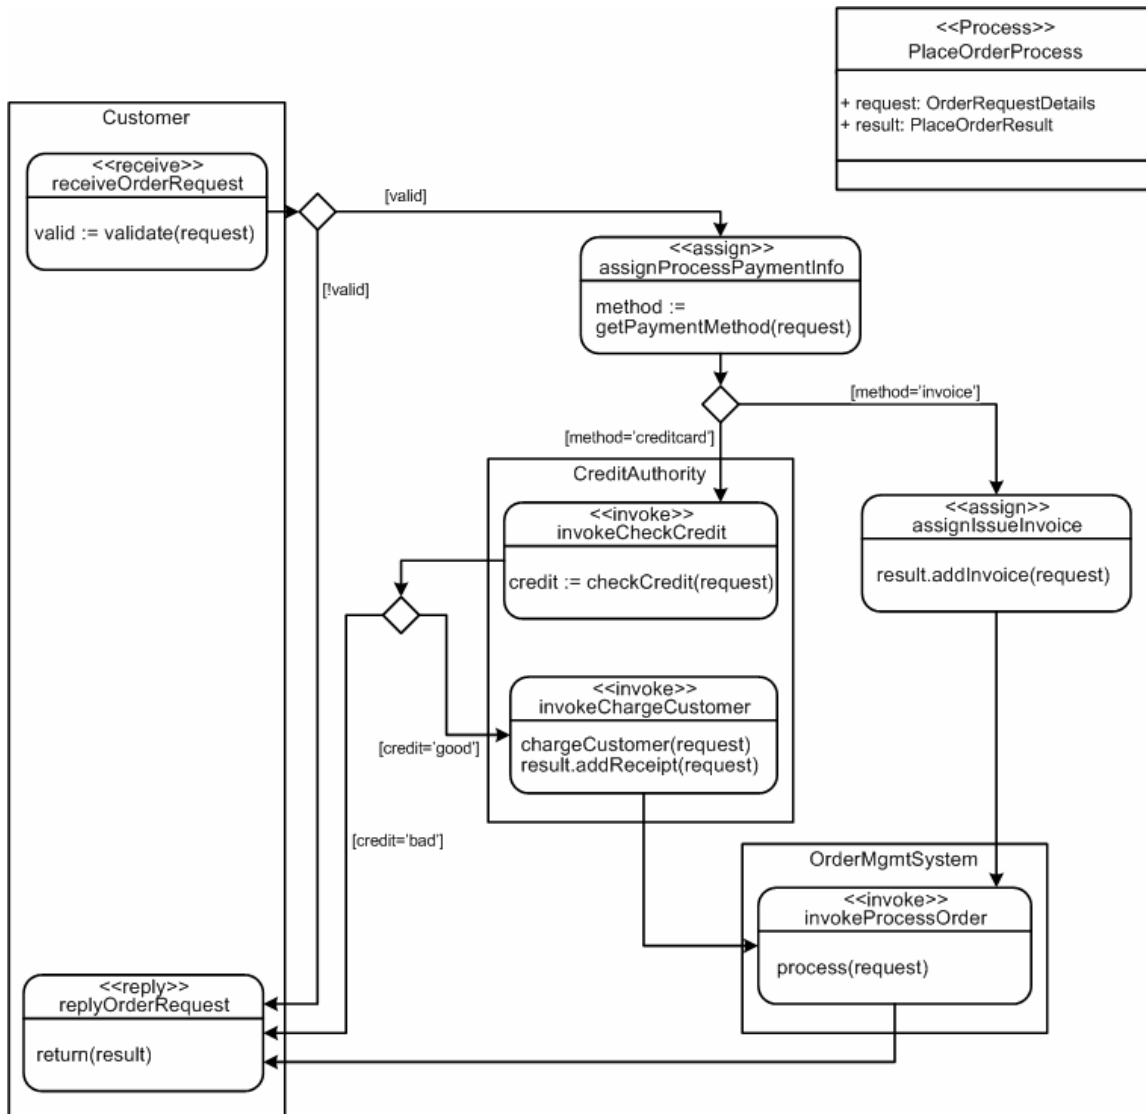 <<Process>>
PlaceOrderProcess
+ request: OrderRequestDetails
+ result: PlaceOrderResult
Customer
<<receive>>
receiveOrderRequest
valid := validate(request)
[valid]
[!valid]
<<assign>>
assignProcessPaymentInfo
method :=
getPaymentMethod(request)
[method='invoice']
[method='creditcard']
CreditAuthority
<<invoke>>
invokeCheckCredit
credit := checkCredit(request)
<<assign>>
assignIssueInvoice
result.addInvoice(request)
<<invoke>>
invokeChargeCustomer
chargeCustomer(request)
result.addReceipt(request)
[credit='good']
[credit='bad']
OrderMgmtSystem
<<invoke>>
invokeProcessOrder
process(request)
<<reply>>
replyOrderRequest
return(result)